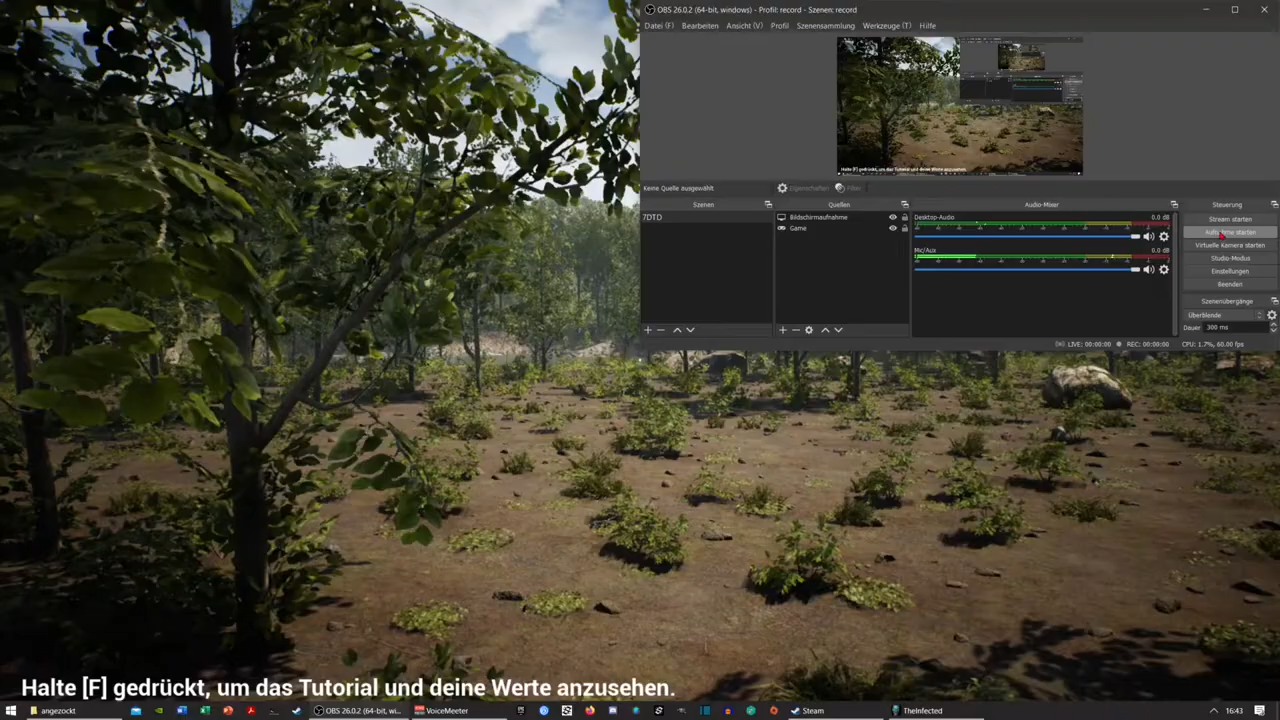 OBS 26.0.2 (64-bit, windows) - Profil: record - Szenen: record
Datei (F) Bearbeiten Ansicht (V) Profil Szenensammlung Werkzeuge (T) Hilfe
Keine Quelle ausgewählt Eigenschaften Filter
Szenen Quellen Audio-Mixer Steuerung
7DTD
Bildschirmaufnahme
Game
Desktop-Audio 0.0 dB
Mic/Aux 0.0 dB
Stream starten
Aufnahme starten
Virtuelle Kamera starten
Studio-Modus
Einstellungen
Beenden
Szenenübergänge
Überblende
Dauer 300 ms
LIVE: 00:00:00 REC: 00:00:00 CPU: 1.7%, 60.00 fps
Halte [F] gedrückt, um das Tutorial und deine Werte anzusehen.
angezockt OBS 26.0.2 (64-bit, wi... VoiceMeeter Steam TheInfected 16:43